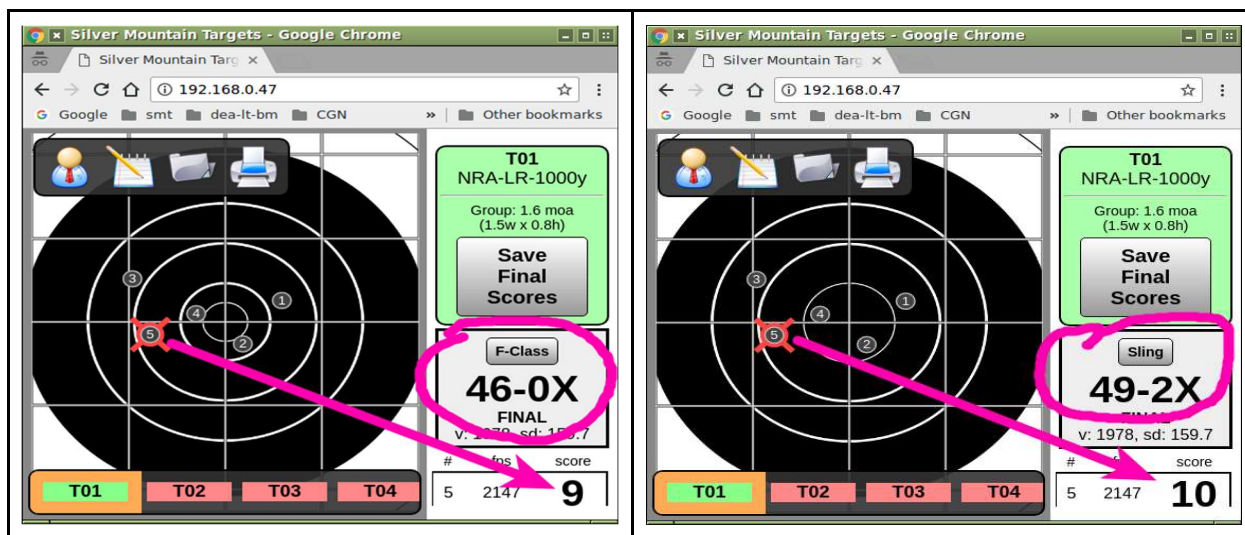 Silver Mountain Targets - Google Chrome
Silver Mountain Targ
192.168.0.47
Google smt dea-lt-bm CGN » Other bookmarks
T01
NRA-LR-1000y
Group: 1.6 moa
(1.5w x 0.8h)
Save
Final
Scores
3
1
4
5
2
F-Class
46-0X
FINAL
v: 1978, sd: 159.7
# fps score
5 2147 9
T01 T02 T03 T04
Silver Mountain Targets - Google Chrome
Silver Mountain Targ
192.168.0.47
Google smt dea-lt-bm CGN » Other bookmarks
T01
NRA-LR-1000y
Group: 1.6 moa
(1.5w x 0.8h)
Save
Final
Scores
3
1
4
5
2
Sling
49-2X
FINAL
v: 1978, sd: 159.7
# score
5 2147 10
T01 T02 T03 T04